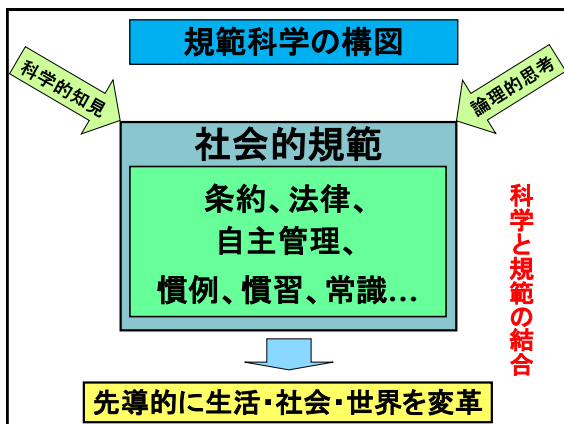 規範科学の構図
科学的知見
論理的思考
社会的規範
条約、法律、
自主管理、
慣例、慣習、常識…
科学と規範の結合
先導的に生活・社会・世界を変革